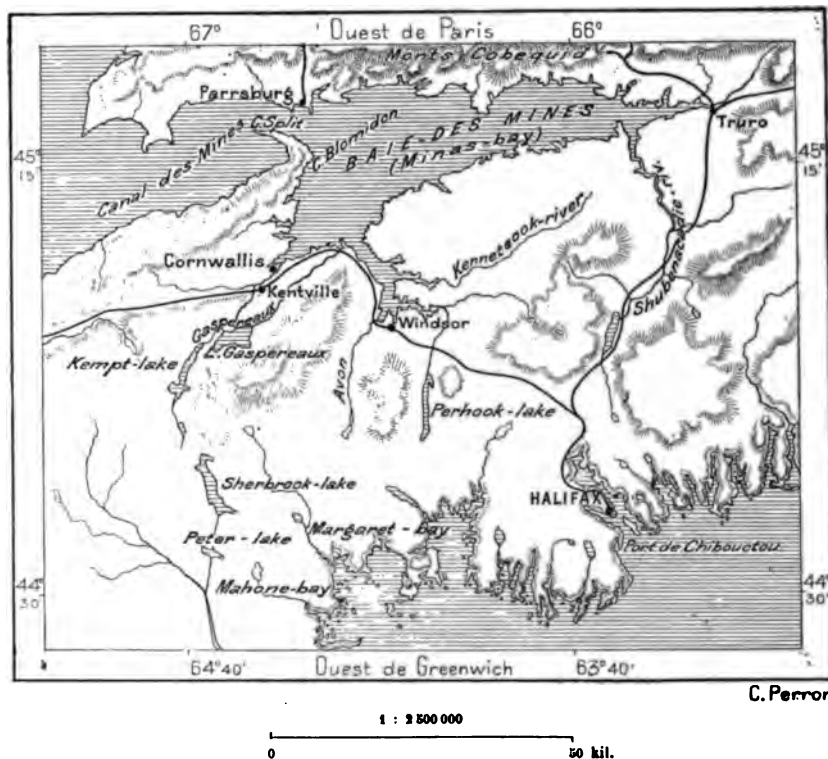 67° Ouest de Paris 66°
Monts Cobequid
Parrsburg
Truro
C. Split
C. Blomidon
BAIE DES MINES
(Minas-bay)
Canal des Mines
45°
15'
45°
15'
Kennetcook-river
Shubenacadie, riv.
Cornwallis
Kentville
Windsor
Gaspereaux
L. Gaspereaux
Kempt-lake
Avon
Perhook-lake
Sherbrook-lake
HALIFAX
Margaret-bay
Peter-lake
Port de Chibouctou
Mahone-bay
44°
30'
44°
30'
64°40' Ouest de Greenwich 63°40'
C. Perron
1 : 2 500 000
0 50 kil.